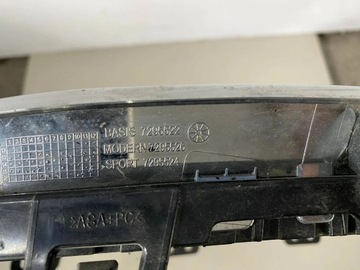 BASIS 7295522
MODERN 7295526
SPORT 7295524
>ASA+PC<